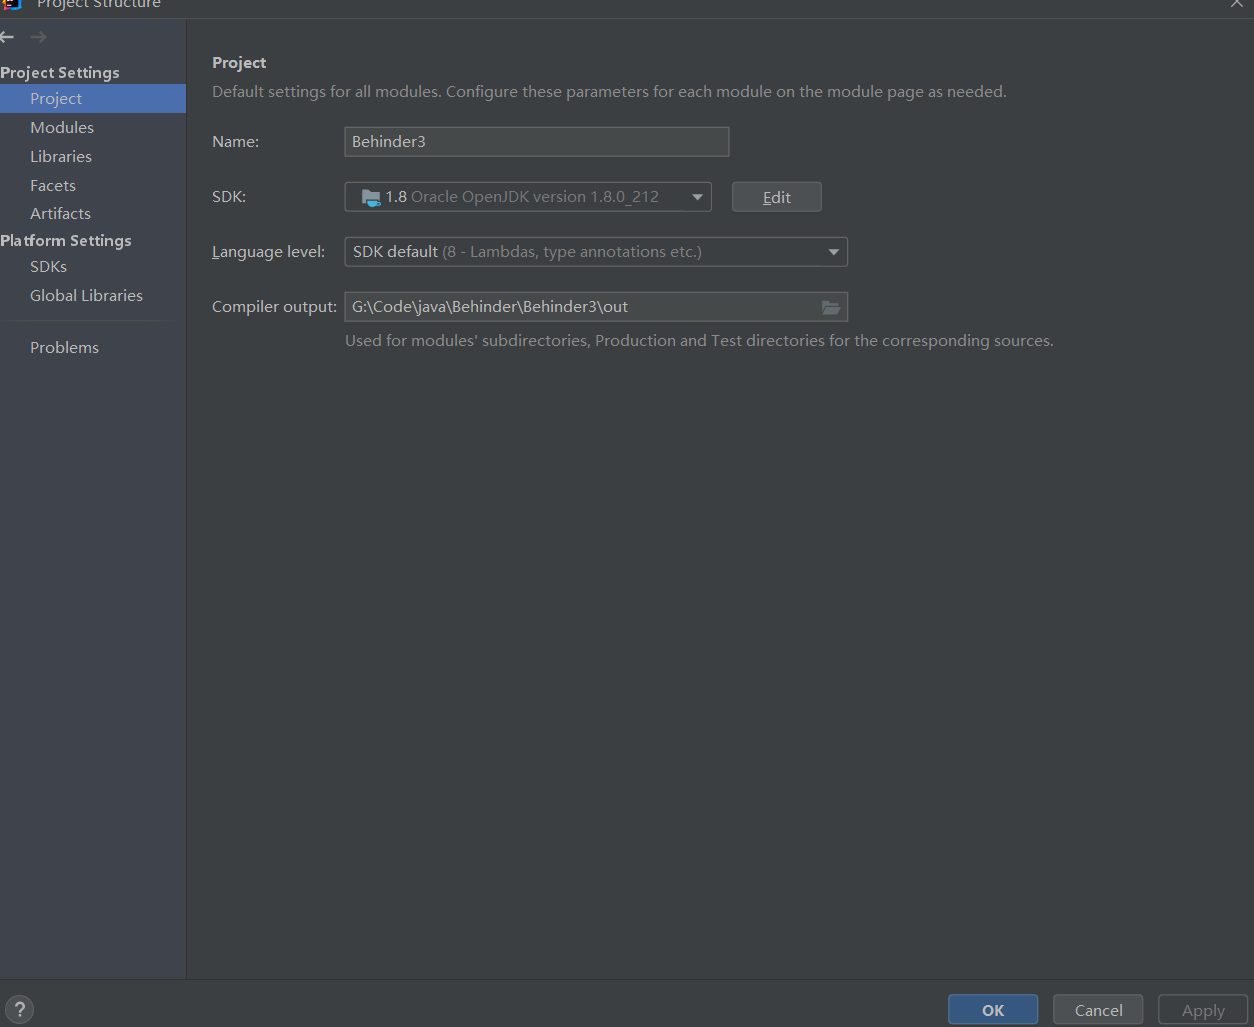 Project Structure
Project Settings
Project
Modules
Libraries
Facets
Artifacts
Platform Settings
SDKs
Global Libraries
Problems
Project
Default settings for all modules. Configure these parameters for each module on the module page as needed.
Name: Behinder3
SDK: 1.8 Oracle OpenJDK version 1.8.0_212 Edit
Language level: SDK default (8 - Lambdas, type annotations etc.)
Compiler output: G:\Code\java\Behinder\Behinder3\out
Used for modules' subdirectories, Production and Test directories for the corresponding sources.
? OK Cancel Apply